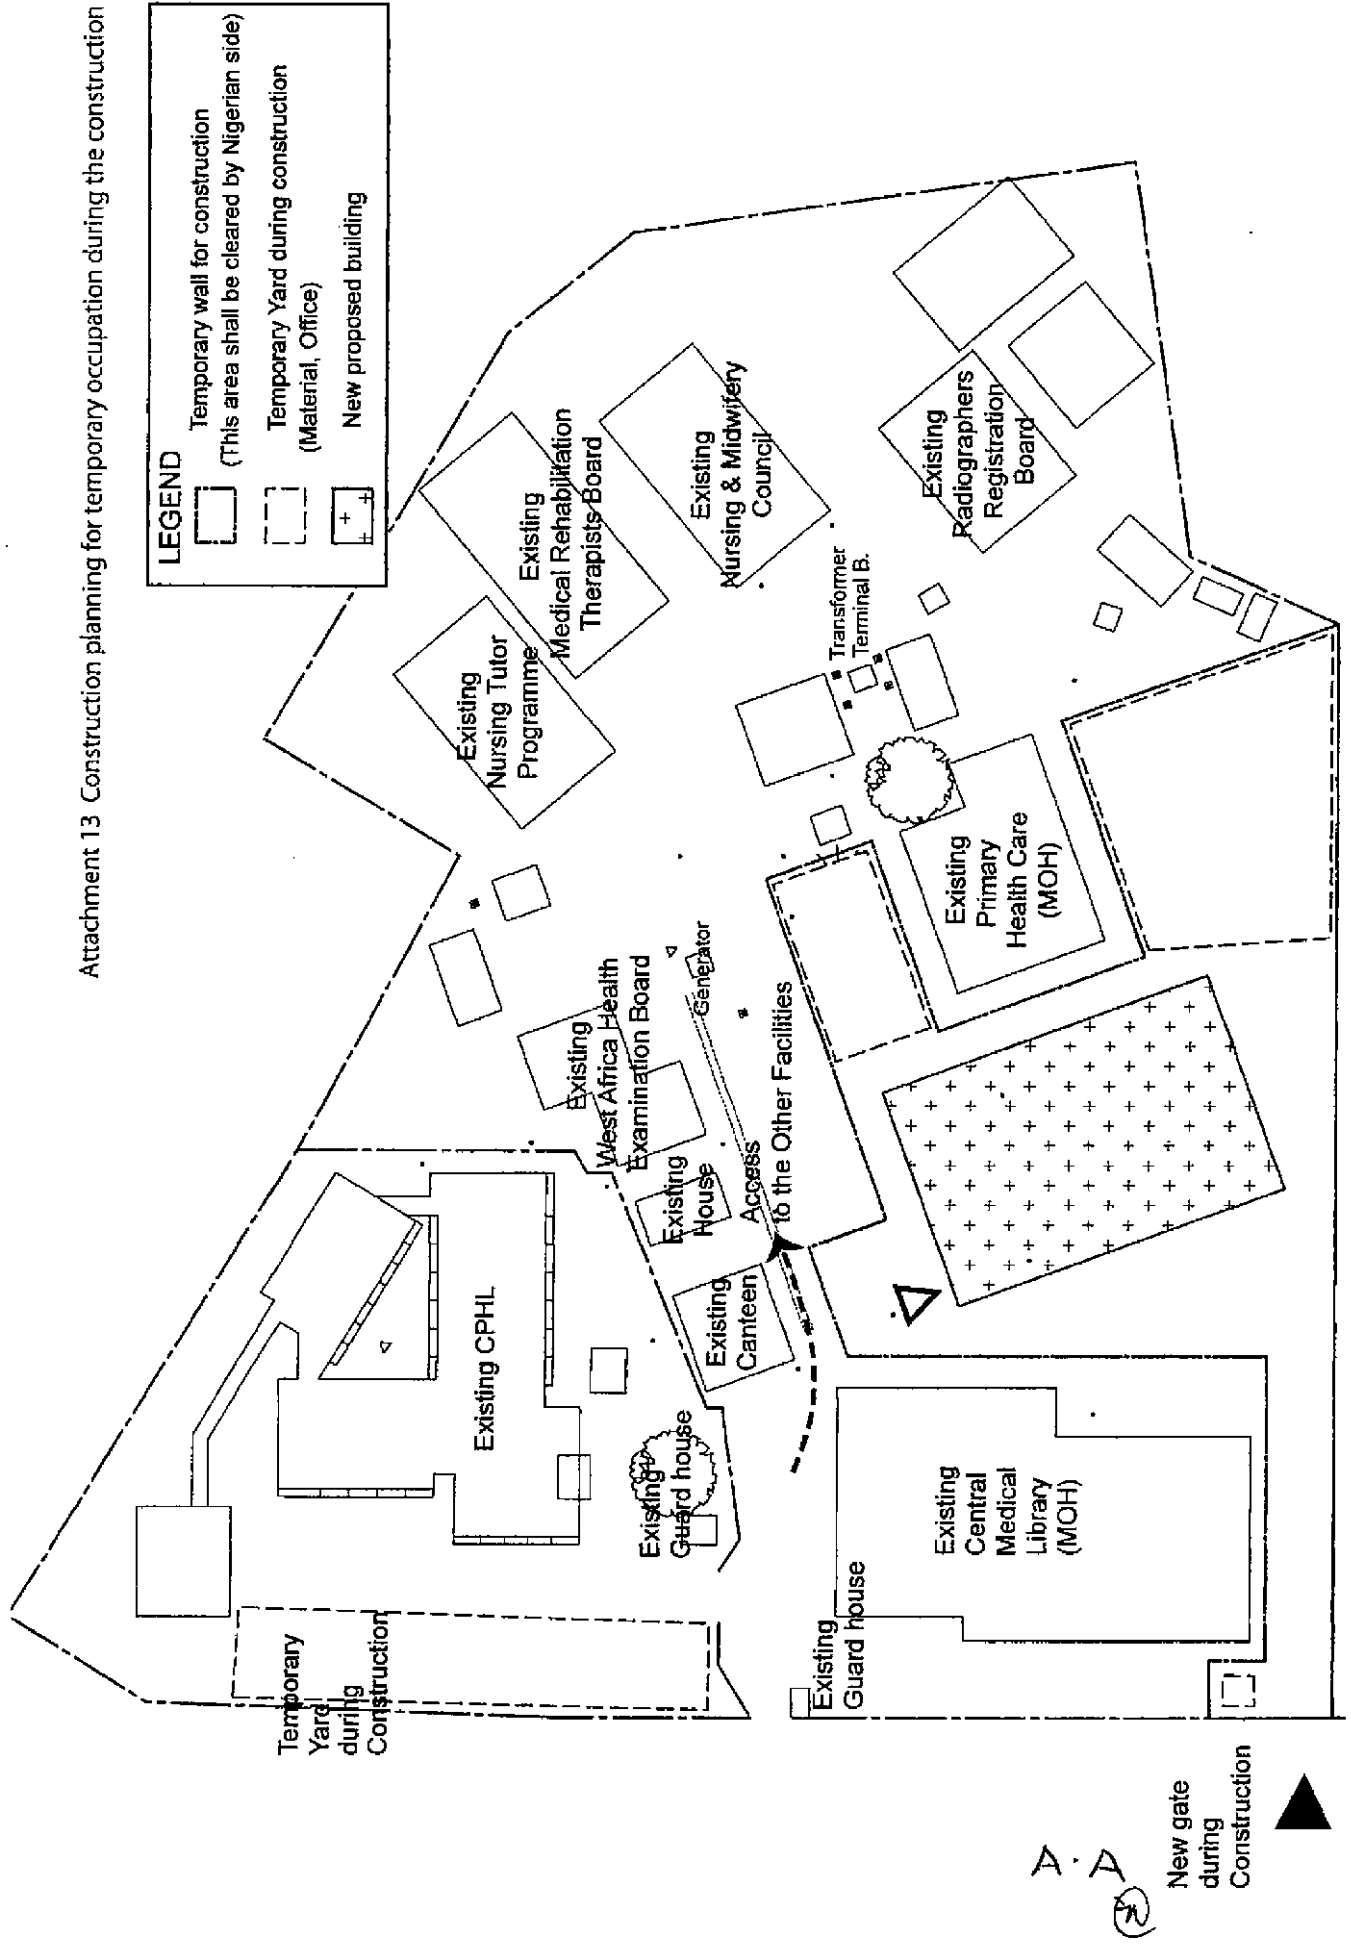 Attachment 13 Construction planning for temporary occupation during the construction
LEGEND
Temporary wall for construction
(This area shall be cleared by Nigerian side)
Temporary Yard during construction
(Material, Office)
New proposed building
Temporary
Yard
during
Construction
Existing CPHL
Existing
Guard house
Existing
Canteen
Existing
House
Access
to the Other Facilities
Existing
West Africa Health
Examination Board
Generator
Existing
Nursing Tutor
Programme
Existing
Medical Rehabilitation
Therapists Board
Existing
Nursing & Midwifery
Council
Transformer
Terminal B.
Existing
Radiographers
Registration
Board
Existing
Primary
Health Care
(MOH)
Existing
Central
Medical
Library
(MOH)
Existing
Guard house
New gate
during
Construction
A. A